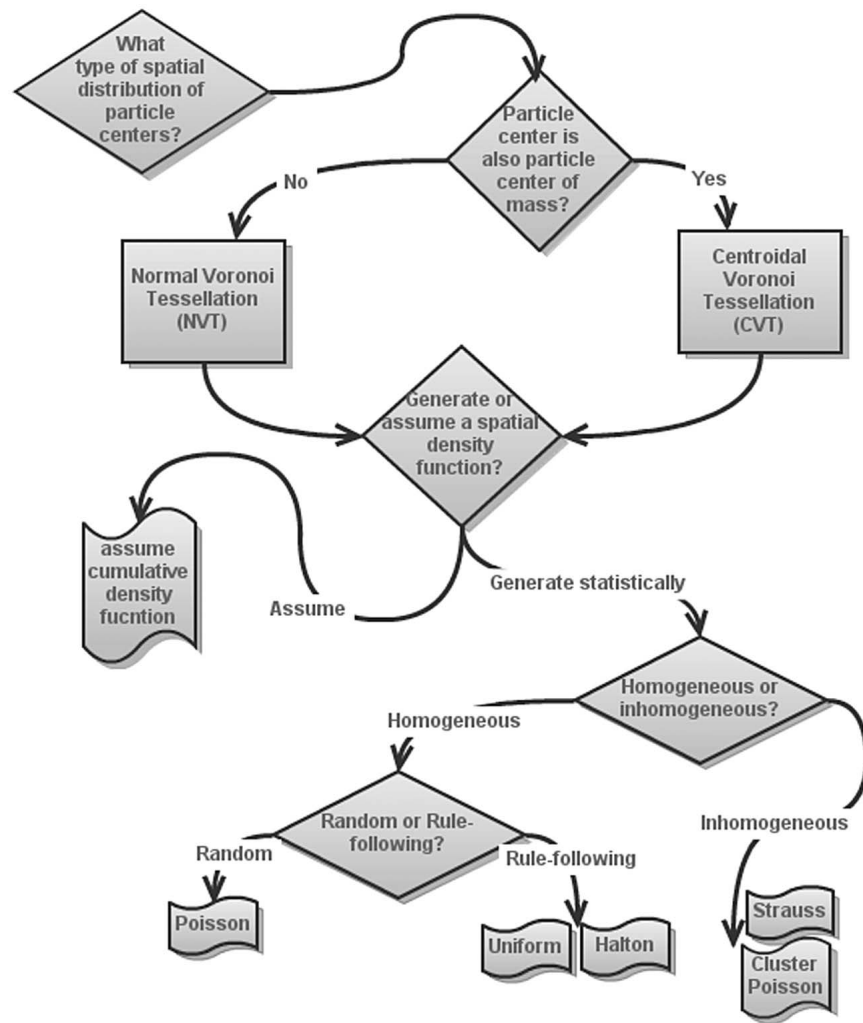 What
type of spatial
distribution of
particle
centers?
Particle
center is
also particle
center of
mass?
No
Yes
Normal Voronoi
Tessellation
(NVT)
Centroidal
Voronoi
Tessellation
(CVT)
Generate or
assume a spatial
density
function?
assume
cumulative
density
fucntion
Assume
Generate statistically
Homogeneous or
inhomogeneous?
Homogeneous
Random or Rule-
following?
Inhomogeneous
Random
Rule-following
Poisson
Uniform
Halton
Strauss
Cluster
Poisson